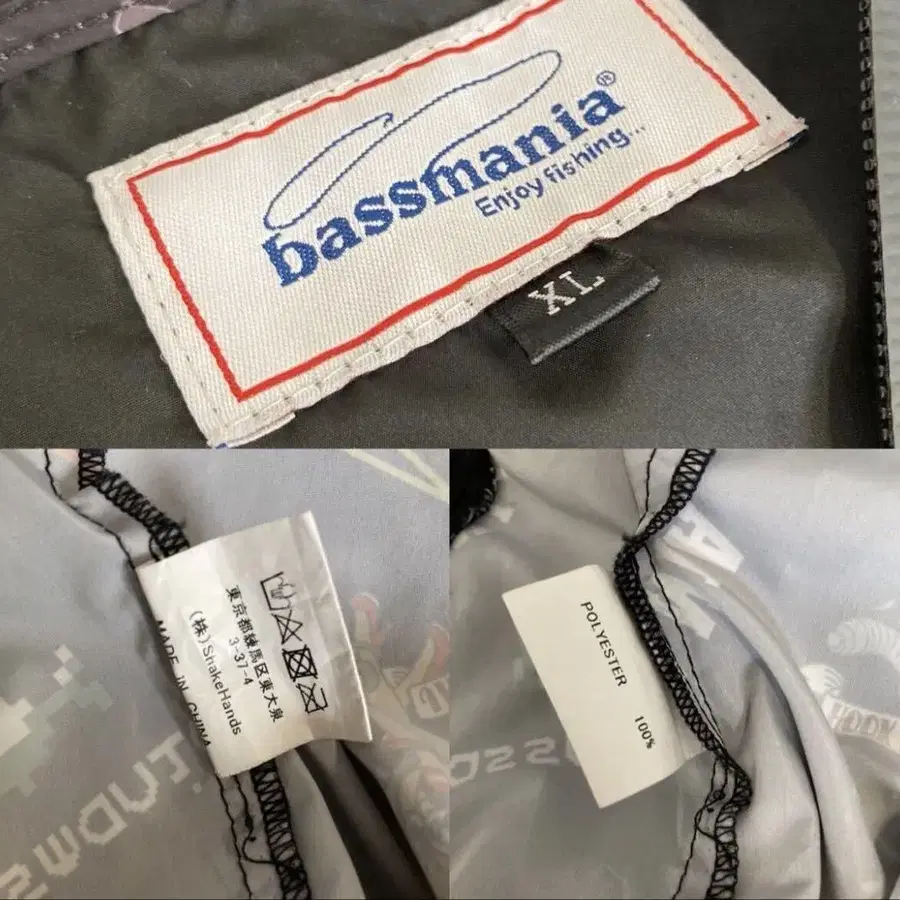 bassmania®
Enjoy fishing...
XL
東京都練馬区東大泉
3-37-4
(株)ShakeHands
MADE IN CHINA
POLYESTER
100%
HOOK